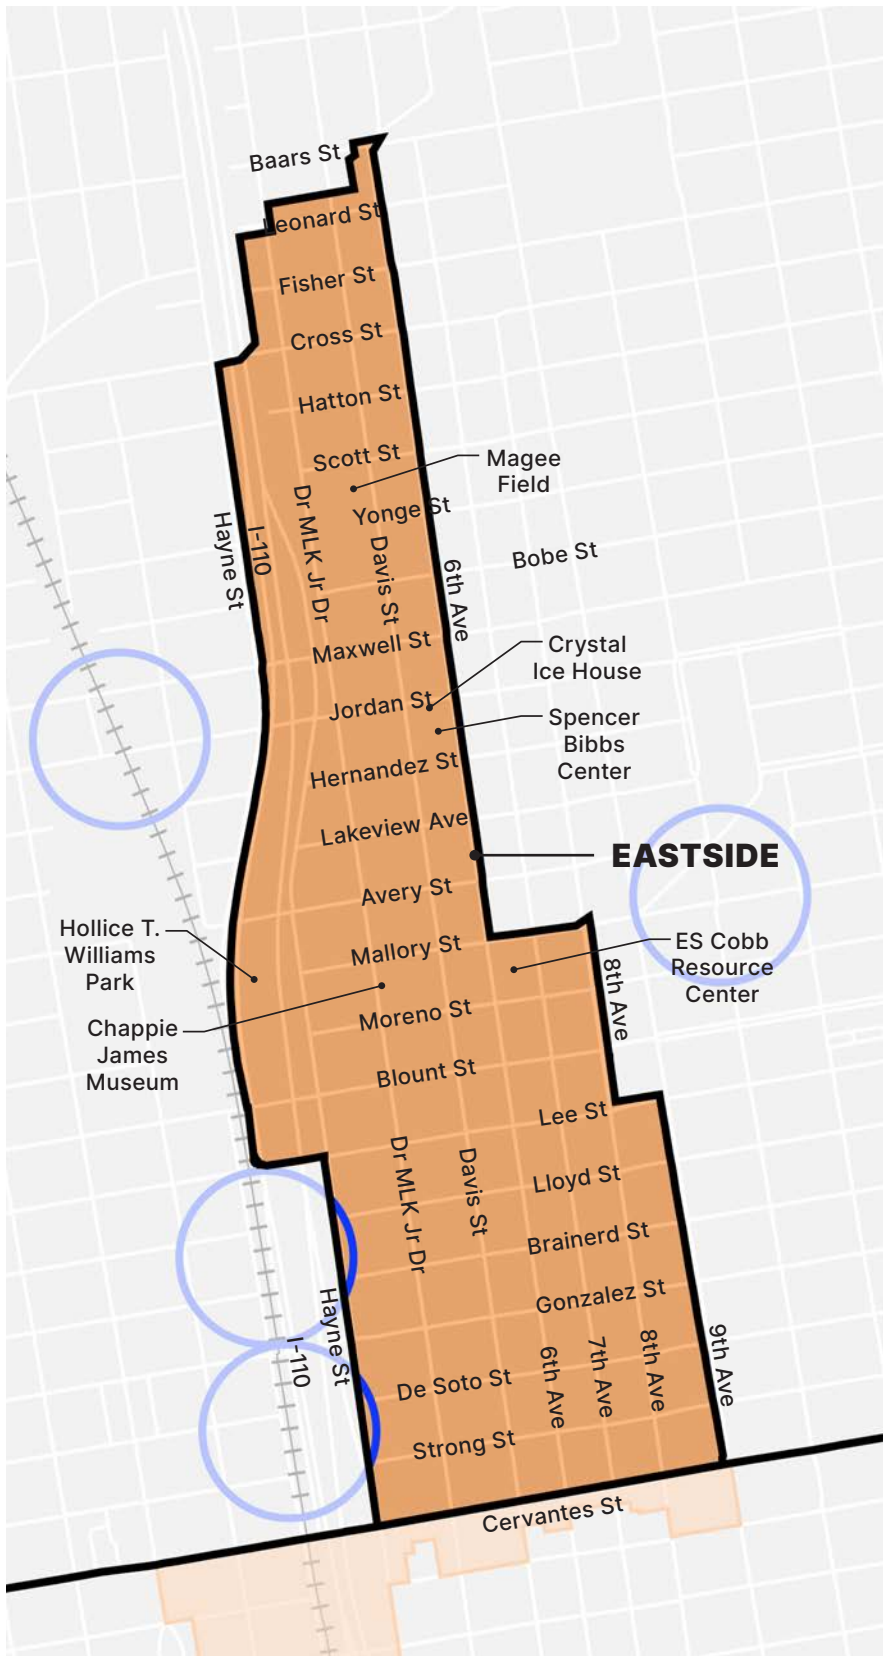 Baars St
Leonard St
Fisher St
Cross St
Hatton St
Scott St
Magee
Field
Yonge St
Hayne St
I-110
Dr MLK Jr Dr
Davis St
6th Ave
Bobe St
Maxwell St
Crystal
Ice House
Jordan St
Spencer
Bibbs
Center
Hernandez St
Lakeview Ave
EASTSIDE
Avery St
Hollice T.
Williams
Park
Mallory St
ES Cobb
Resource
Center
8th Ave
Chappie
James
Museum
Moreno St
Blount St
Lee St
Dr MLK Jr Dr
Davis St
Lloyd St
Brainerd St
Gonzalez St
Hayne St
I-110
De Soto St
6th Ave
7th Ave
8th Ave
9th Ave
Strong St
Cervantes St